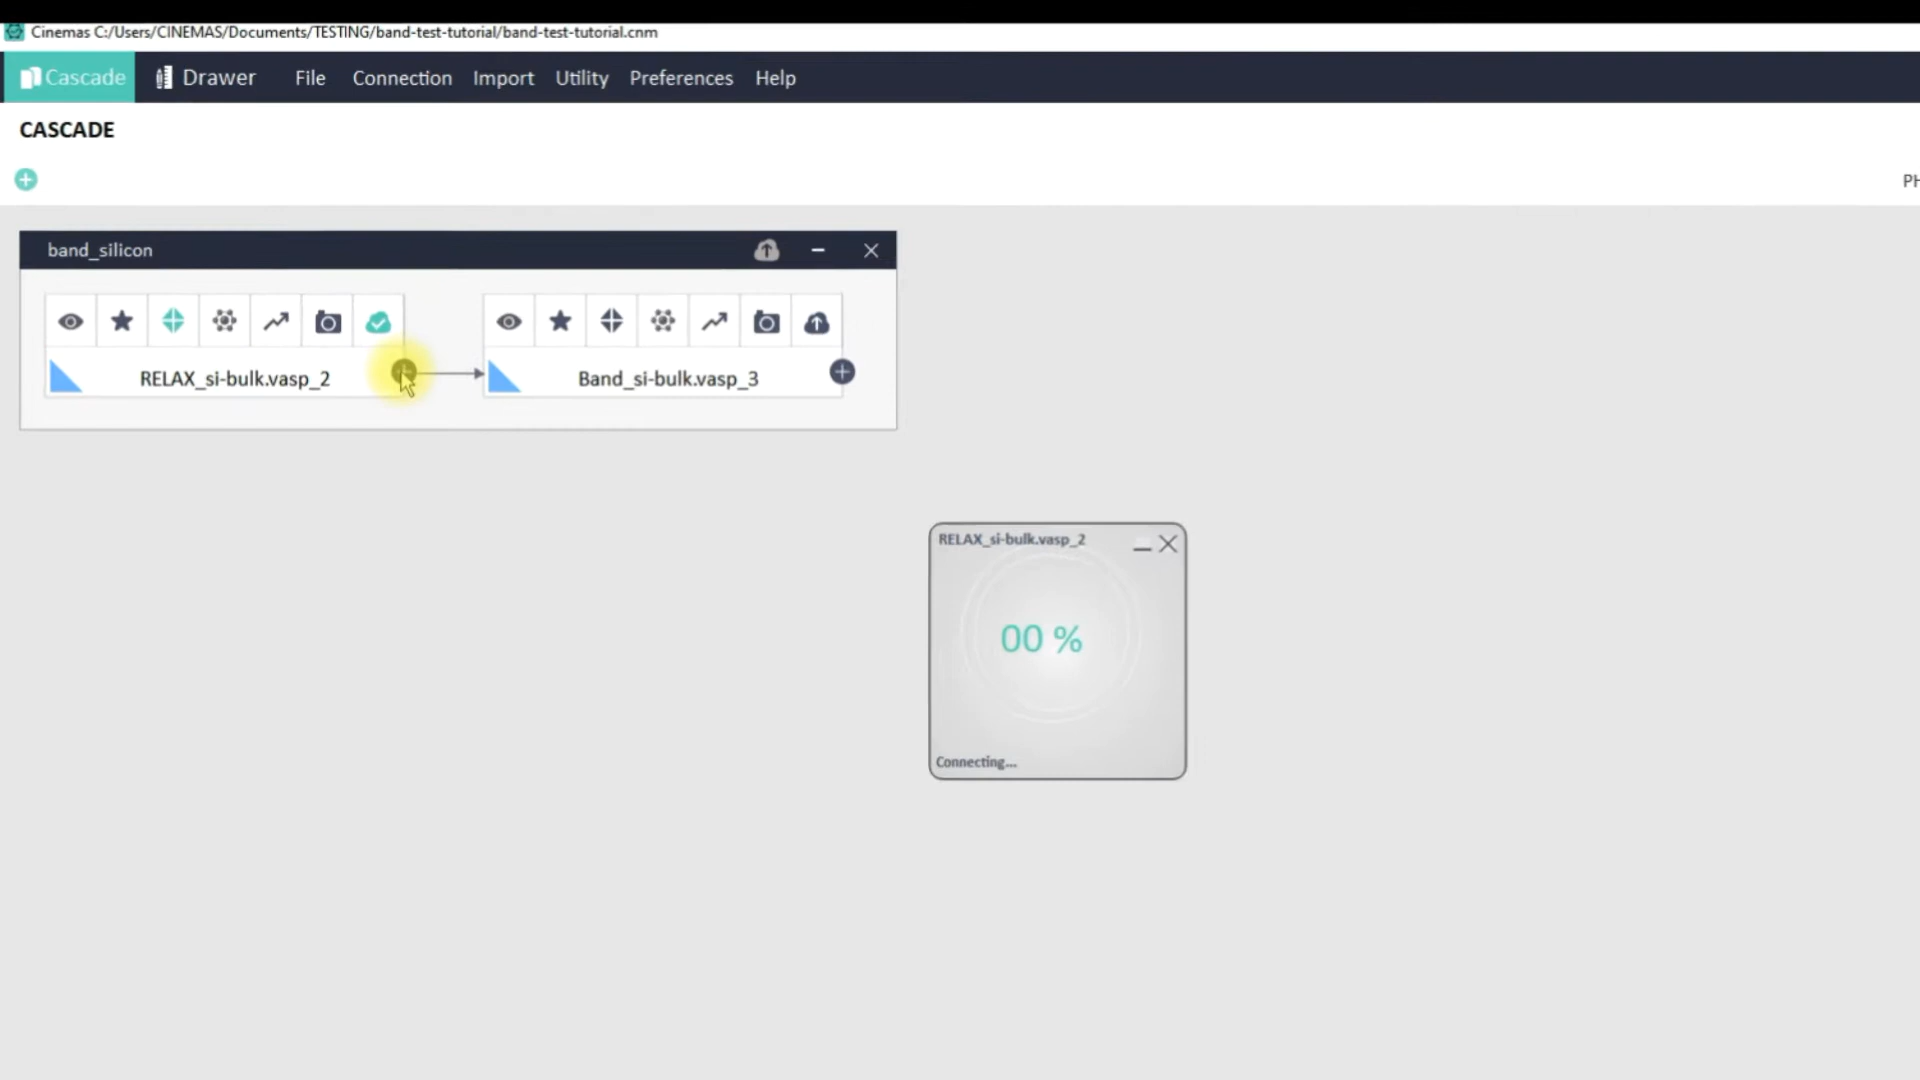 Cinemas C:/Users/CINEMAS/Documents/TESTING/band-test-tutorial/band-test-tutorial.cnm
Cascade Drawer File Connection Import Utility Preferences Help
CASCADE
PH
band_silicon
RELAX_si-bulk.vasp_2 Band_si-bulk.vasp_3
RELAX_si-bulk.vasp_2
00 %
Connecting...